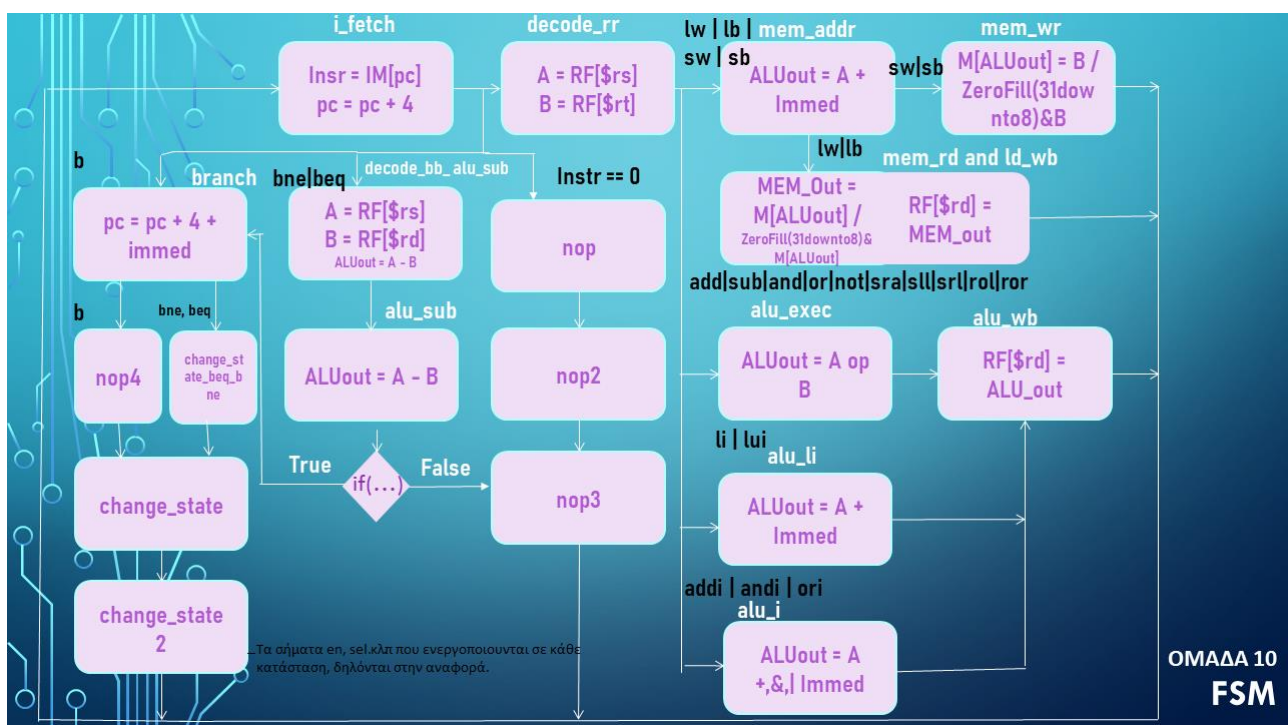 i_fetch
Insr = IM[pc]
pc = pc + 4
decode_rr
A = RF[$rs]
B = RF[$rt]
lw | lb |
sw | sb
mem_addr
ALUout = A +
Immed
sw|sb
mem_wr
M[ALUout] = B /
ZeroFill(31dow
nto8)&B
b
branch
pc = pc + 4 +
immed
bne|beq
decode_bb_alu_sub
A = RF[$rs]
B = RF[$rd]
ALUout = A - B
Instr == 0
nop
lw|lb
mem_rd and ld_wb
MEM_Out =
M[ALUout] /
ZeroFill(31downto8)&
M[ALUout]
RF[$rd] =
MEM_out
b
nop4
bne, beq
change_st
ate_beq_b
ne
alu_sub
ALUout = A - B
nop2
add|sub|and|or|not|sra|sll|srl|rol|ror
alu_exec
ALUout = A op
B
alu_wb
RF[$rd] =
ALU_out
change_state
True
if(...)
False
nop3
li | lui
alu_li
ALUout = A +
Immed
change_state
2
addi | andi | ori
alu_i
ALUout = A
+,&,| Immed
Τα σήματα en, sel.κλπ που ενεργοποιουνται σε κάθε
κατάσταση, δηλόνται στην αναφορά.
ΟΜΑΔΑ 10
FSM